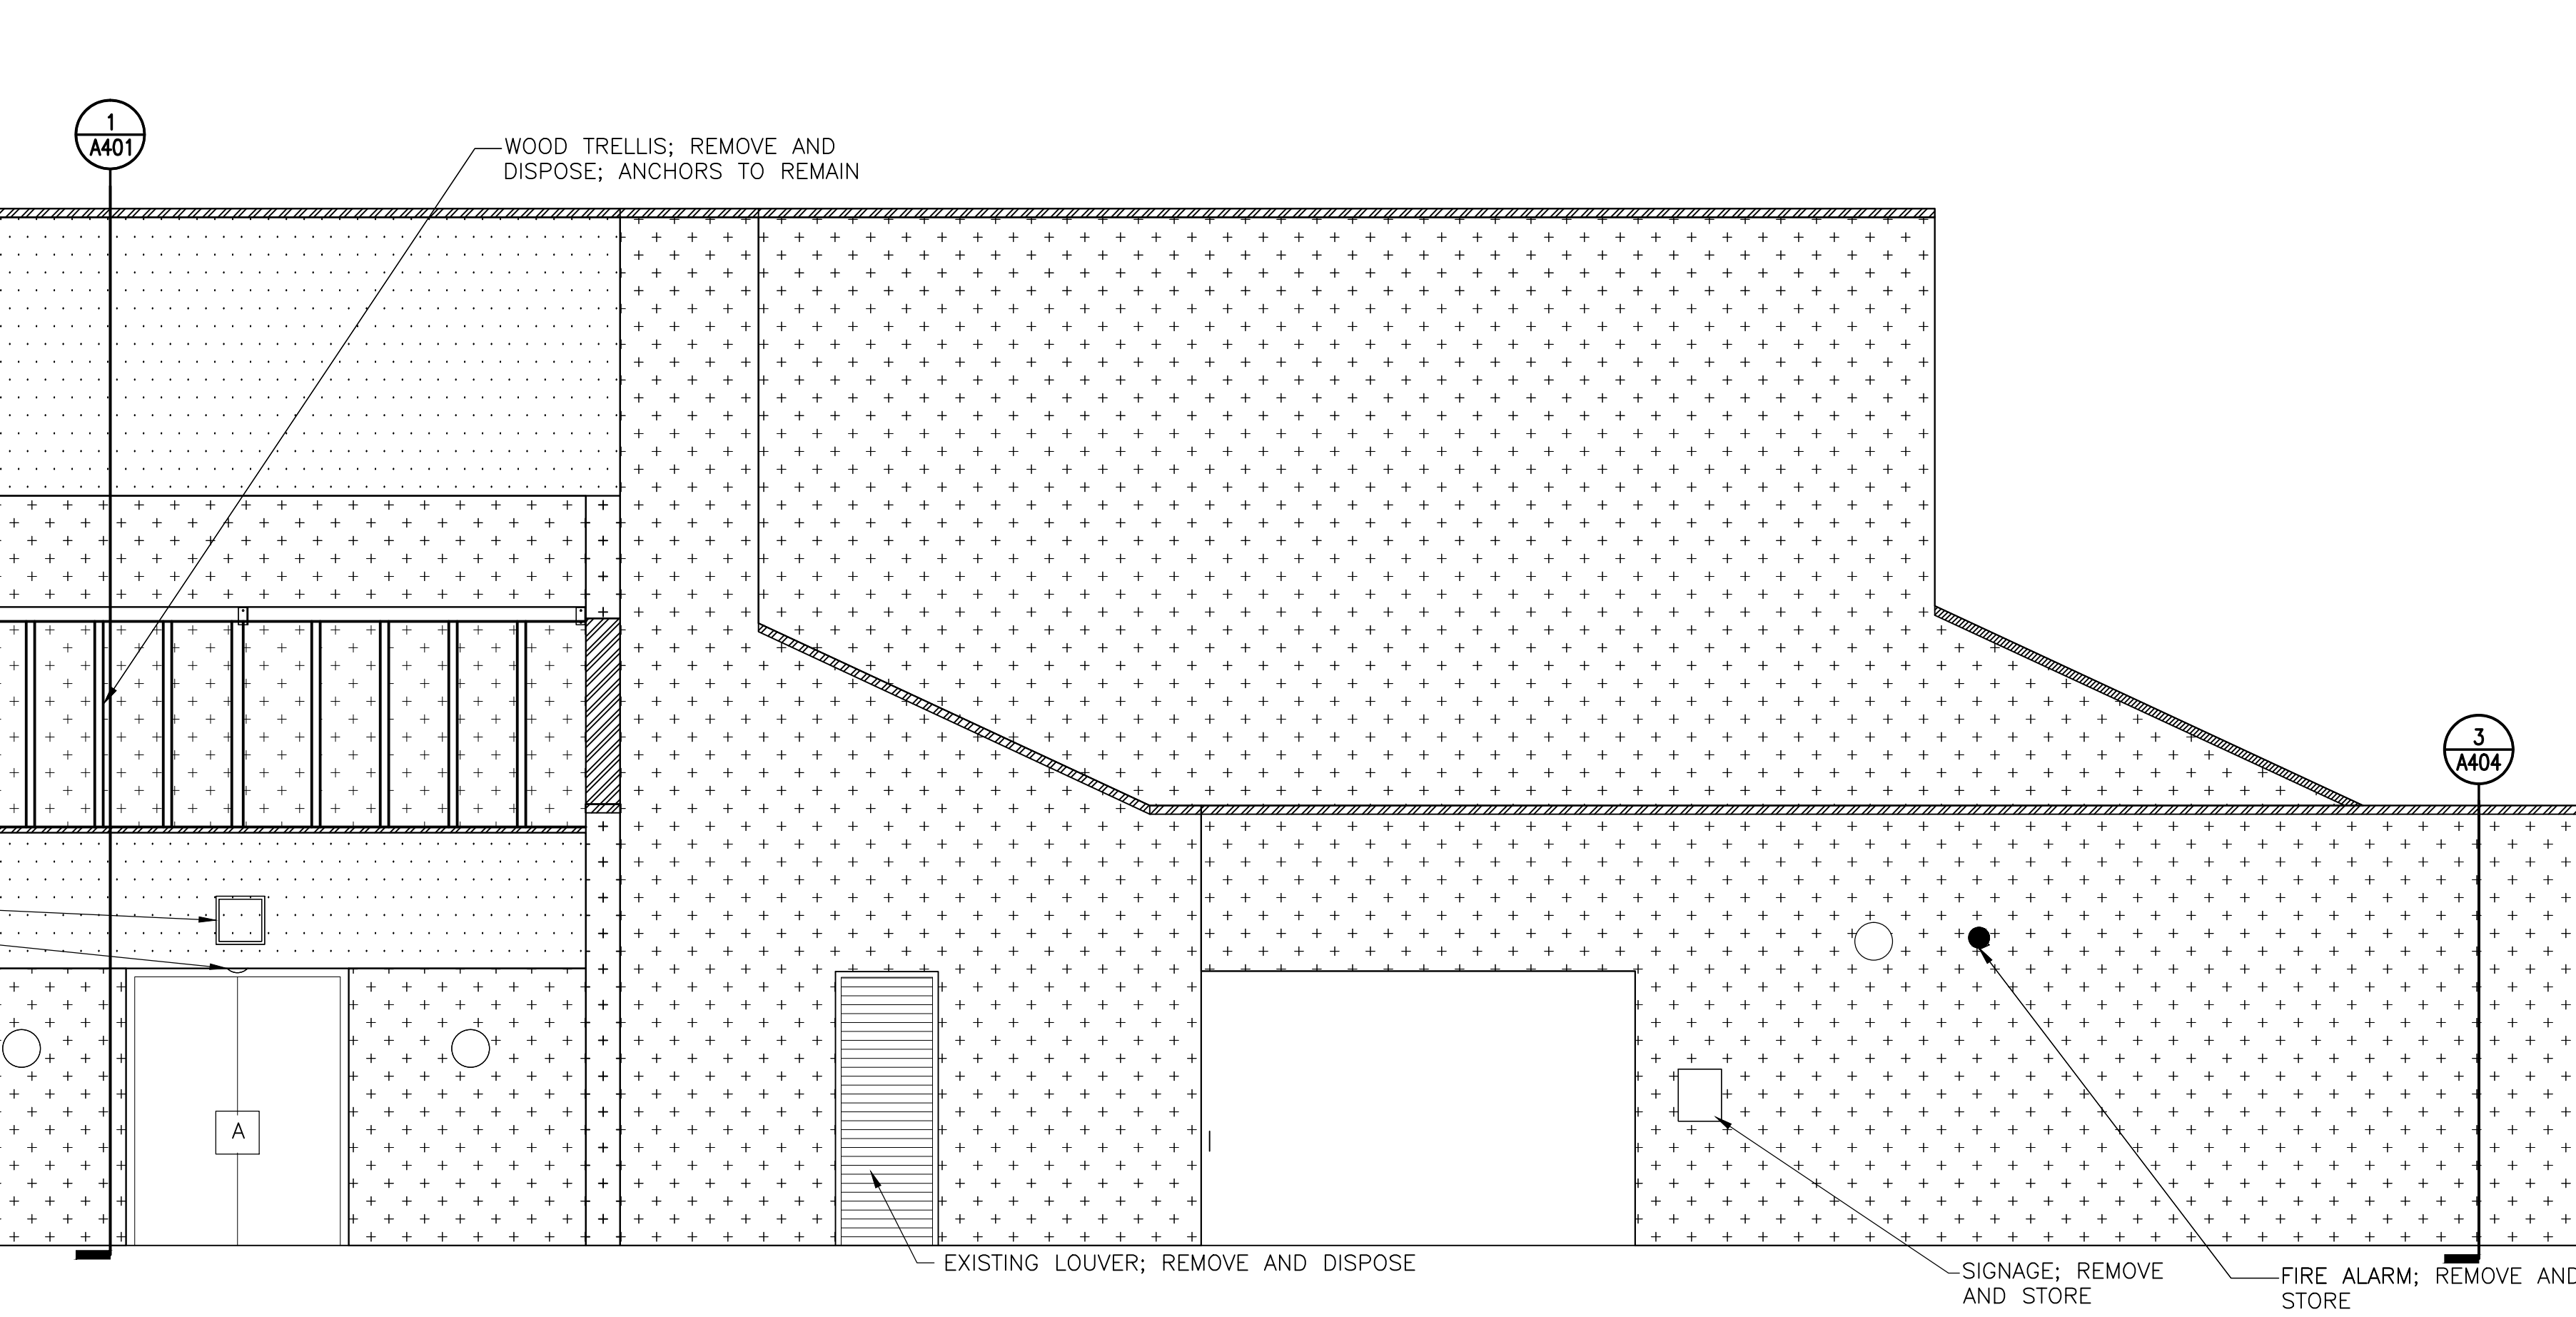 1
A401
WOOD TRELLIS; REMOVE AND
DISPOSE; ANCHORS TO REMAIN
3
A404
A
EXISTING LOUVER; REMOVE AND DISPOSE
SIGNAGE; REMOVE
AND STORE
FIRE ALARM; REMOVE AND
STORE